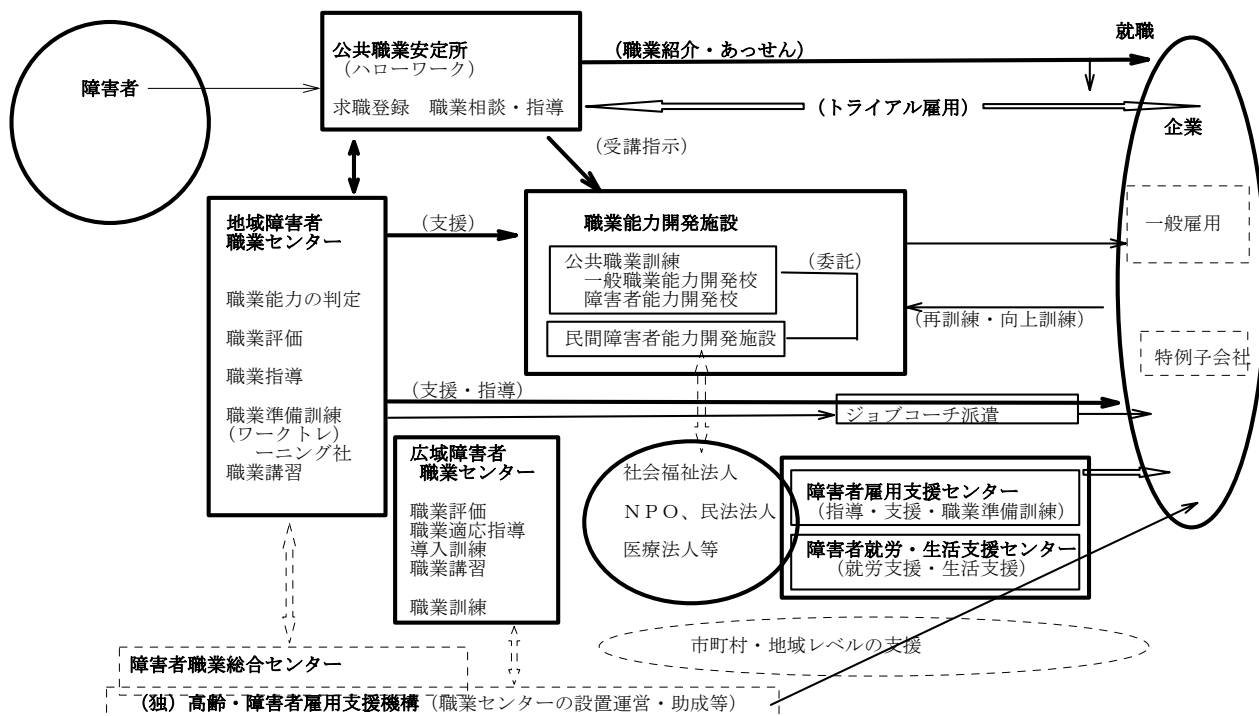 公共職業安定所
（ハローワーク）
求職登録　職業相談・指導
障害者
（職業紹介・あっせん）
就職
（トライアル雇用）
企業
（受講指示）
一般雇用
特例子会社
地域障害者
職業センター
職業能力の判定
職業評価
職業指導
職業準備訓練
（ワークトレ）
ーニング社
職業講習
（支援）
職業能力開発施設
公共職業訓練
一般職業能力開発校
障害者能力開発校
（委託）
民間障害者能力開発施設
（再訓練・向上訓練）
（支援・指導）
ジョブコーチ派遣
広域障害者
職業センター
職業評価
職業適応指導
導入訓練
職業講習
職業訓練
社会福祉法人
ＮＰＯ、民法法人
医療法人等
障害者雇用支援センター
（指導・支援・職業準備訓練）
障害者就労・生活支援センター
（就労支援・生活支援）
市町村・地域レベルの支援
障害者職業総合センター
（独）高齢・障害者雇用支援機構（職業センターの設置運営・助成等）